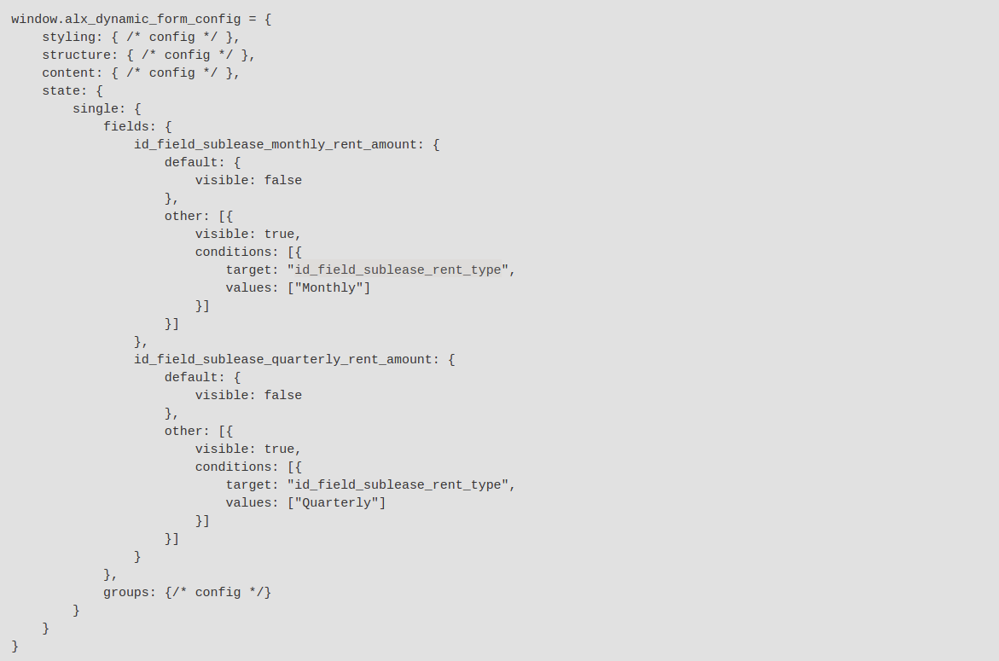 window.alx_dynamic_form_config = {
    styling: { /* config */ },
    structure: { /* config */ },
    content: { /* config */ },
    state: {
        single: {
            fields: {
                id_field_sublease_monthly_rent_amount: {
                    default: {
                        visible: false
                    },
                    other: [{
                        visible: true,
                        conditions: [{
                            target: "id_field_sublease_rent_type",
                            values: ["Monthly"]
                        }]
                    }]
                },
                id_field_sublease_quarterly_rent_amount: {
                    default: {
                        visible: false
                    },
                    other: [{
                        visible: true,
                        conditions: [{
                            target: "id_field_sublease_rent_type",
                            values: ["Quarterly"]
                        }]
                    }]
                }
            },
            groups: {/* config */}
        }
    }
}